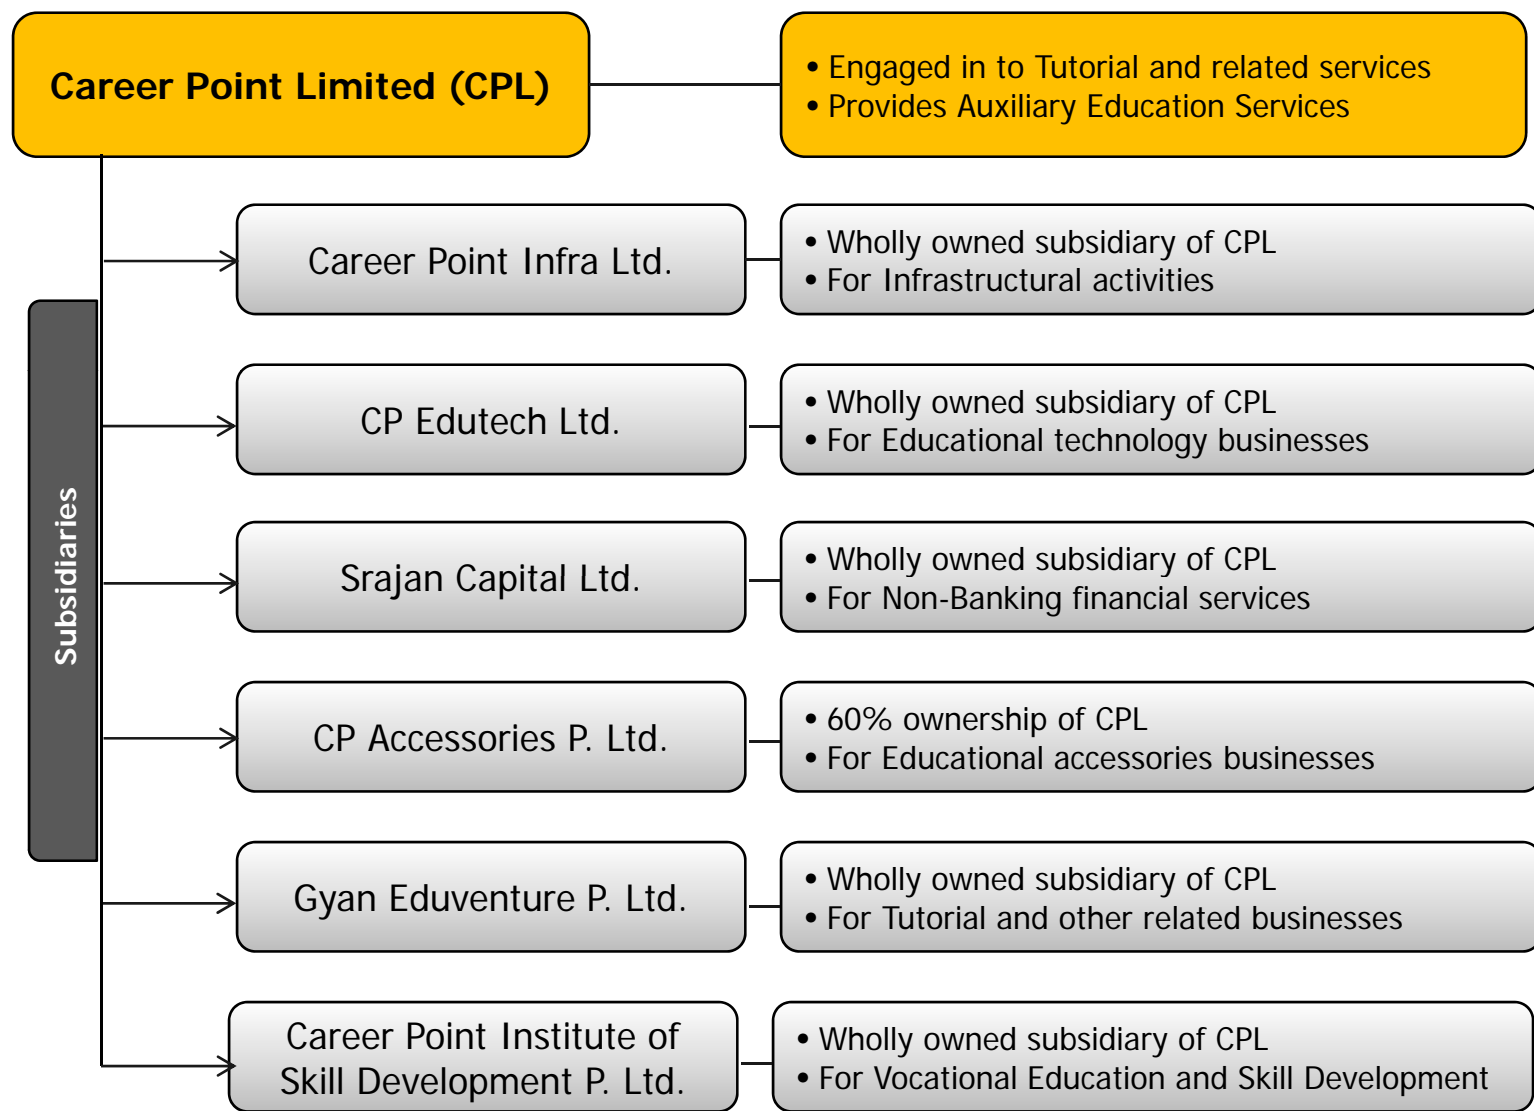 Career Point Limited (CPL)
• Engaged in to Tutorial and related services
• Provides Auxiliary Education Services
Subsidiaries
Career Point Infra Ltd.
• Wholly owned subsidiary of CPL
• For Infrastructural activities
CP Edutech Ltd.
• Wholly owned subsidiary of CPL
• For Educational technology businesses
Srajan Capital Ltd.
• Wholly owned subsidiary of CPL
• For Non-Banking financial services
CP Accessories P. Ltd.
• 60% ownership of CPL
• For Educational accessories businesses
Gyan Eduventure P. Ltd.
• Wholly owned subsidiary of CPL
• For Tutorial and other related businesses
Career Point Institute of
Skill Development P. Ltd.
• Wholly owned subsidiary of CPL
• For Vocational Education and Skill Development